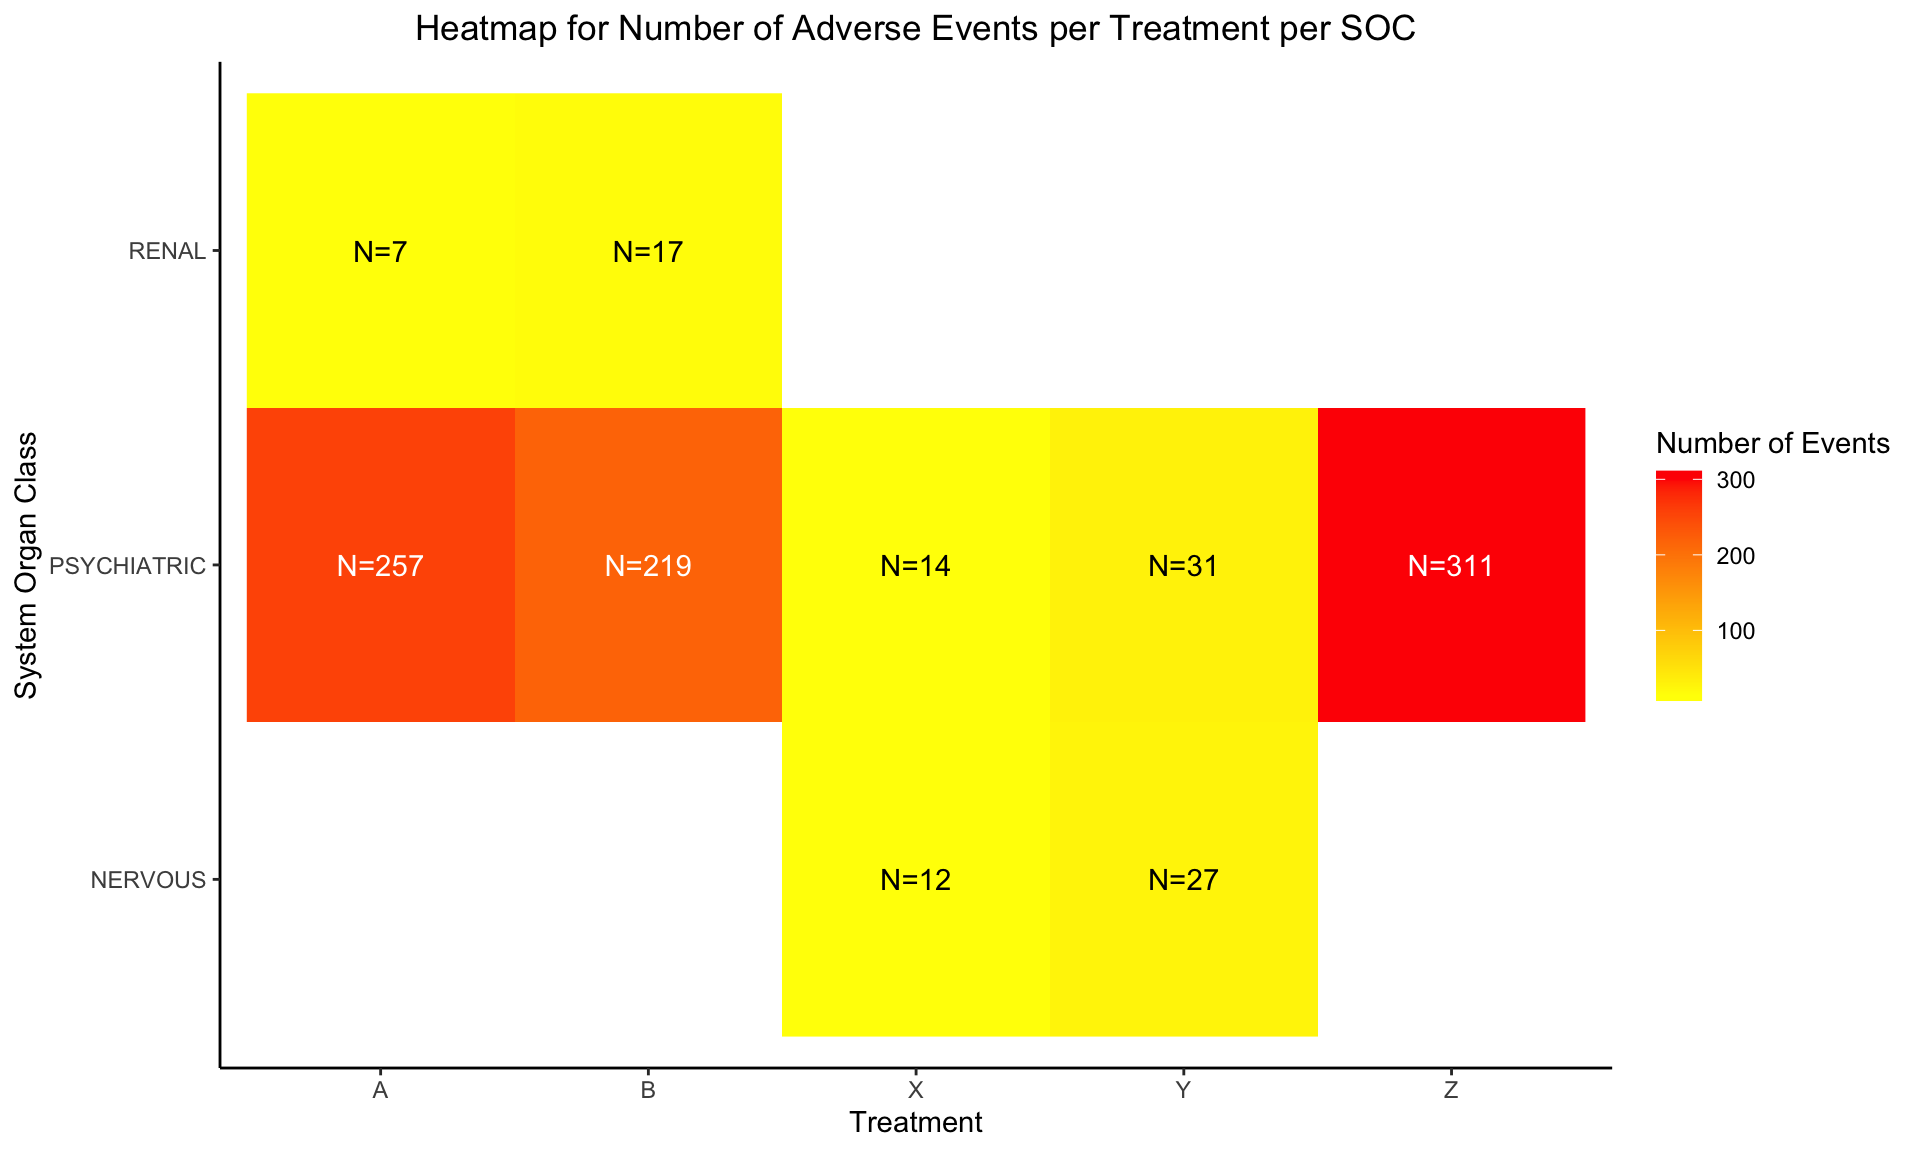 Heatmap for Number of Adverse Events per Treatment per SOC
System Organ Class
RENAL
N=7
N=17
PSYCHIATRIC
N=257
N=219
N=14
N=31
N=311
NERVOUS
N=12
N=27
A
B
X
Y
Z
Treatment
Number of Events
300
200
100